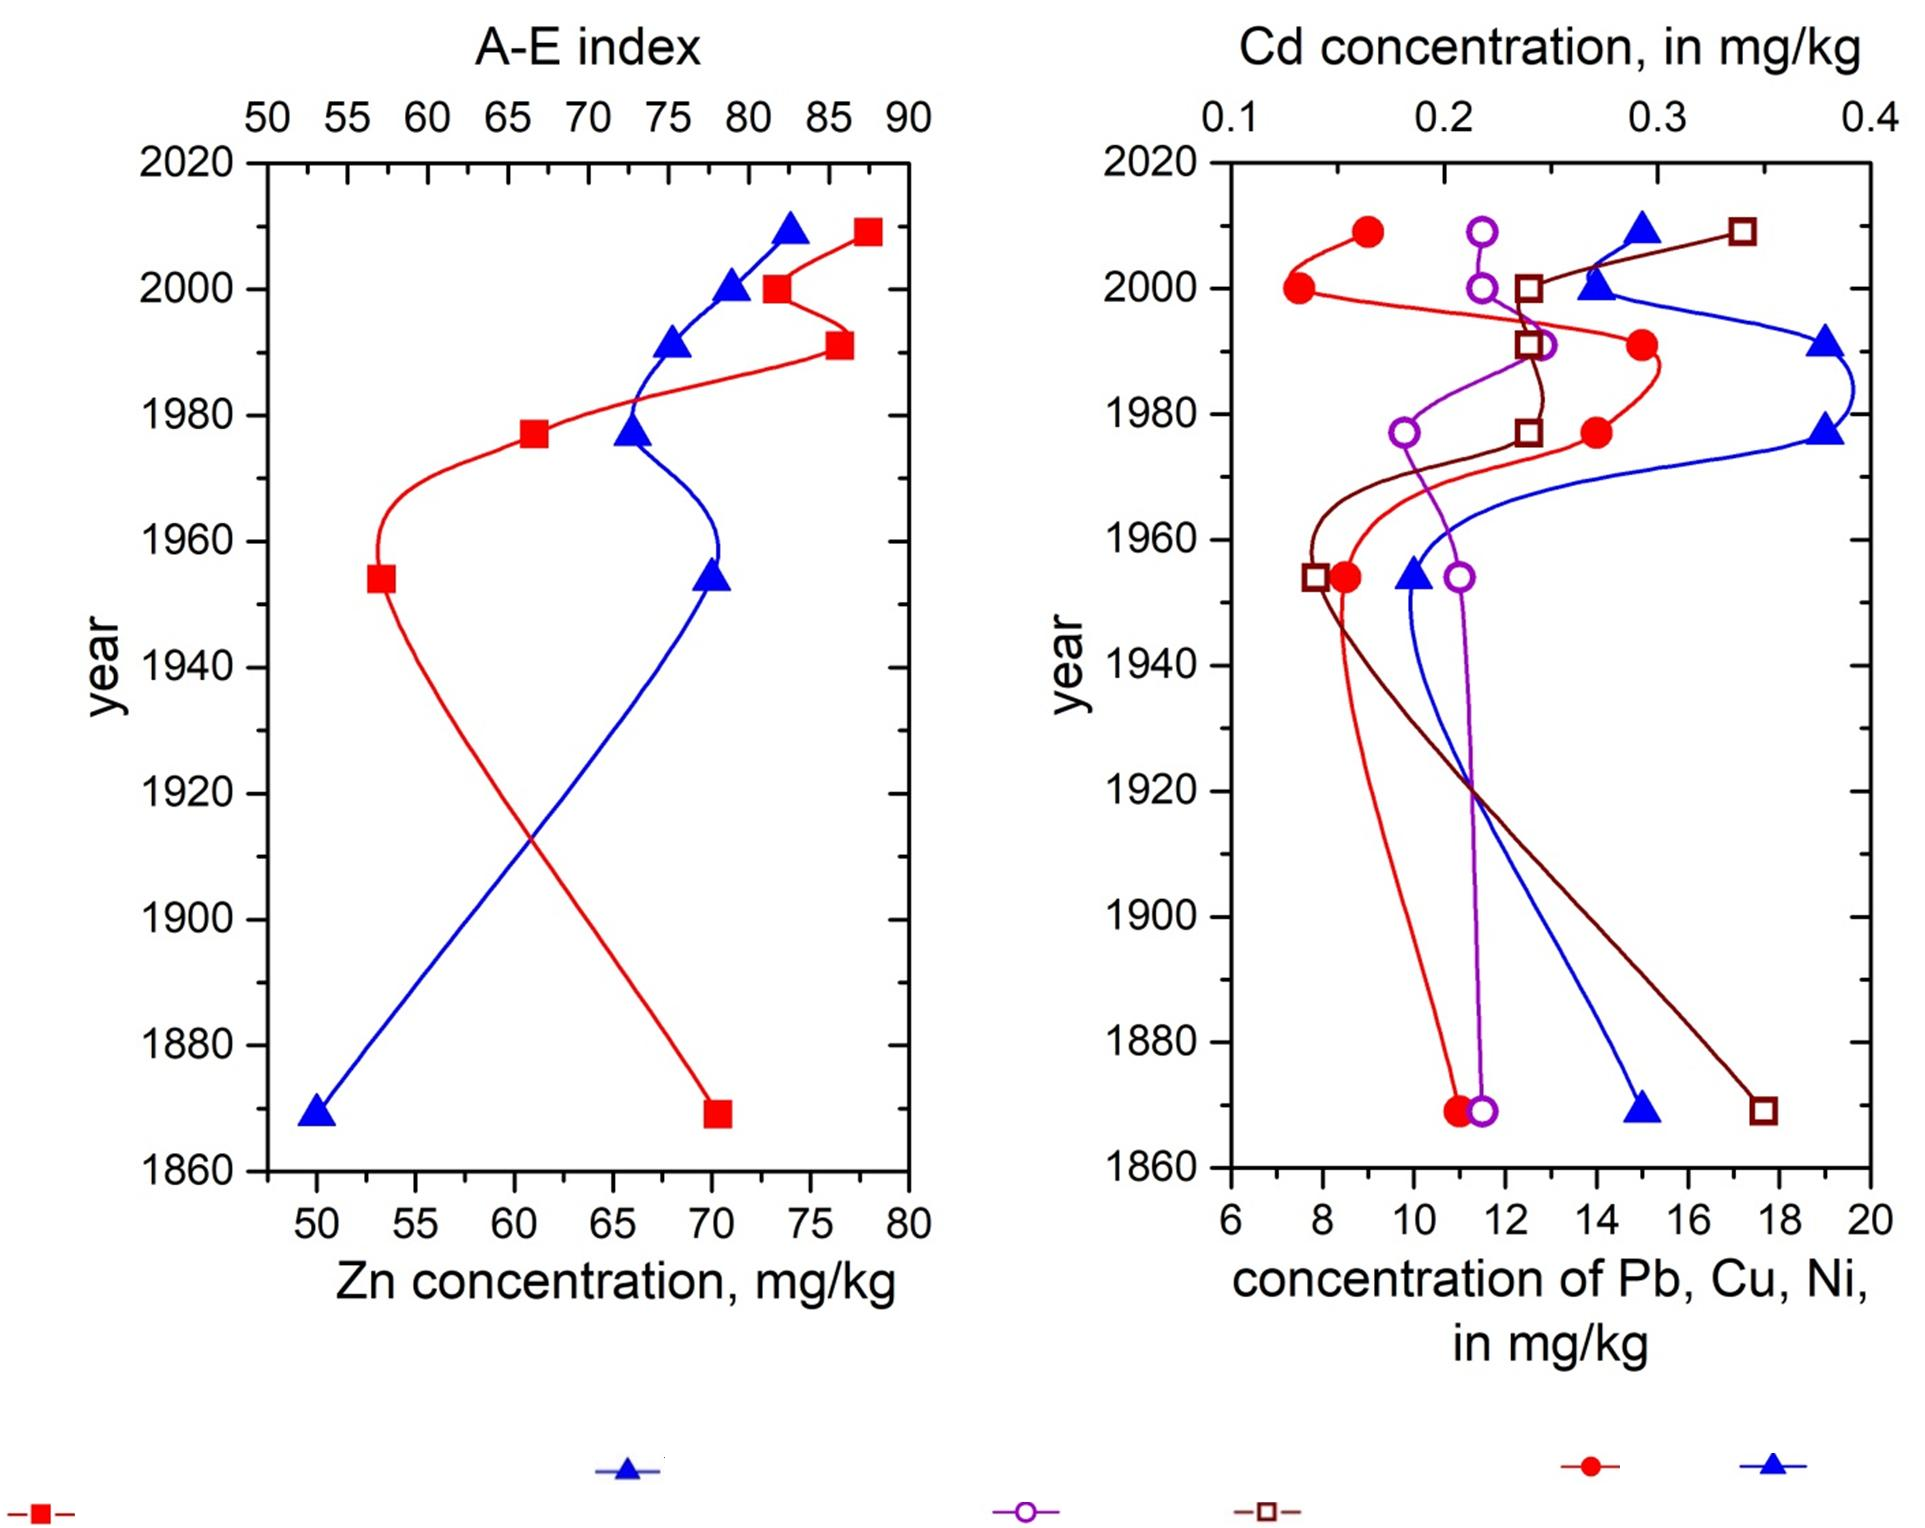 A-E index
50 55 60 65 70 75 80 85 90
2020
2000
1980
1960
1940
1920
1900
1880
1860
year
50 55 60 65 70 75 80
Zn concentration, mg/kg
Cd concentration, in mg/kg
0.1 0.2 0.3 0.4
2020
2000
1980
1960
1940
1920
1900
1880
1860
year
6 8 10 12 14 16 18 20
concentration of Pb, Cu, Ni,
in mg/kg